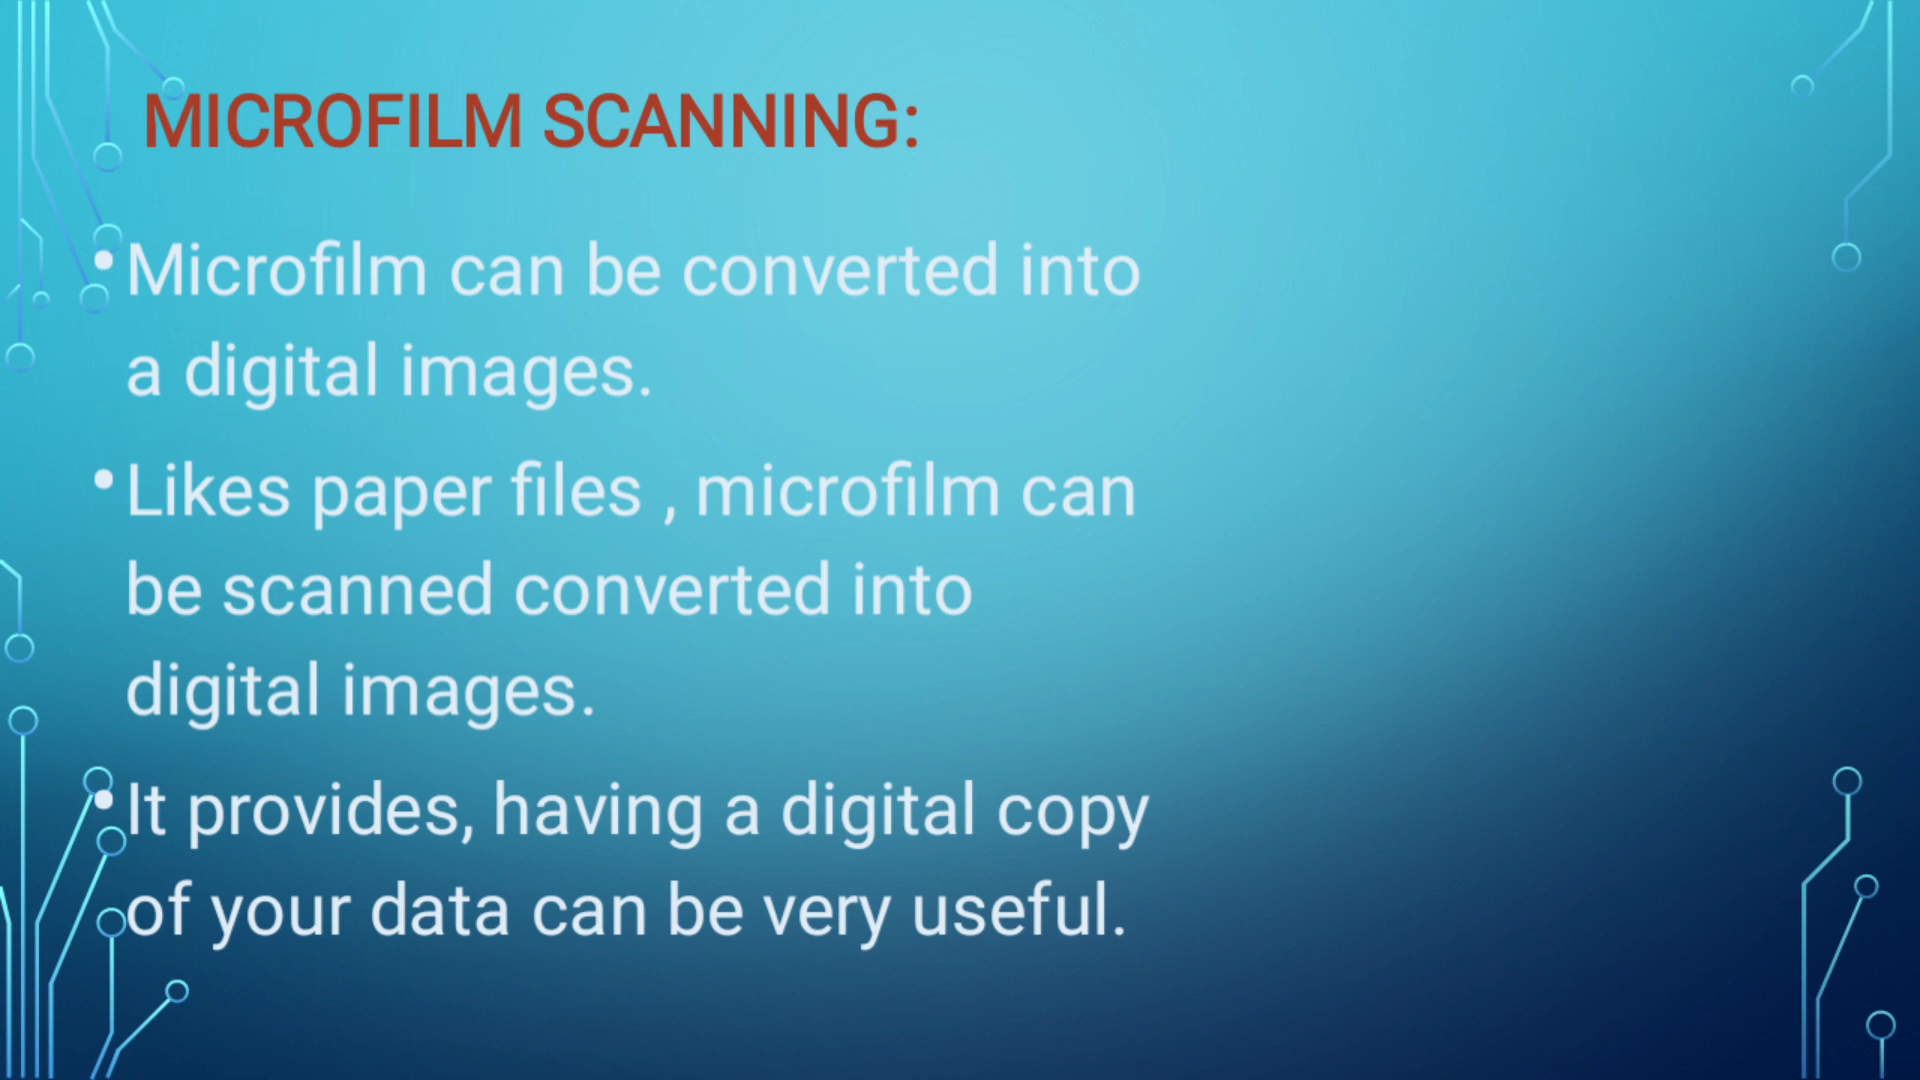 MICROFILM SCANNING:
• Microfilm can be converted into
a digital images.
• Likes paper files , microfilm can
be scanned converted into
digital images.
• It provides, having a digital copy
of your data can be very useful.